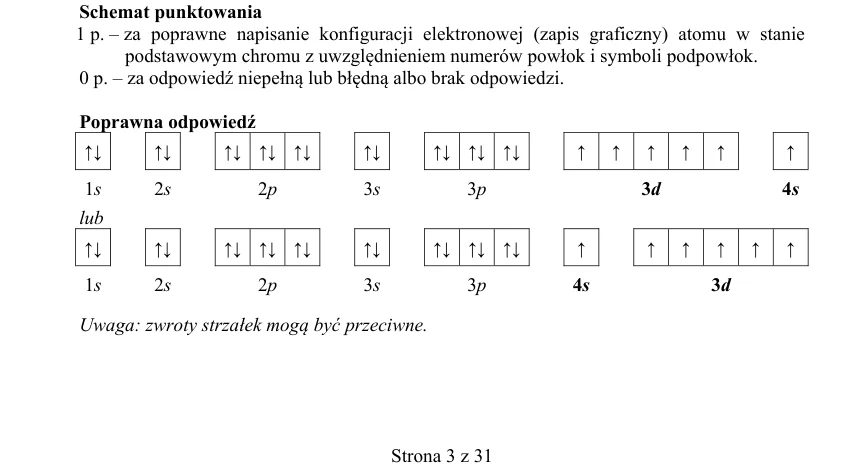 Schemat punktowania
1 p. – za poprawne napisanie konfiguracji elektronowej (zapis graficzny) atomu w stanie
podstawowym chromu z uwzględnieniem numerów powłok i symboli podpowłok.
0 p. – za odpowiedź niepełną lub błędną albo brak odpowiedzi.
Poprawna odpowiedź
↑↓ ↑↓ ↑↓ ↑↓ ↑↓ ↑↓ ↑↓ ↑↓ ↑↓ ↑ ↑ ↑ ↑ ↑ ↑
1s 2s 2p 3s 3p 3d 4s
lub
↑↓ ↑↓ ↑↓ ↑↓ ↑↓ ↑↓ ↑↓ ↑↓ ↑↓ ↑ ↑ ↑ ↑ ↑ ↑
1s 2s 2p 3s 3p 4s 3d
Uwaga: zwroty strzałek mogą być przeciwne.
Strona 3 z 31